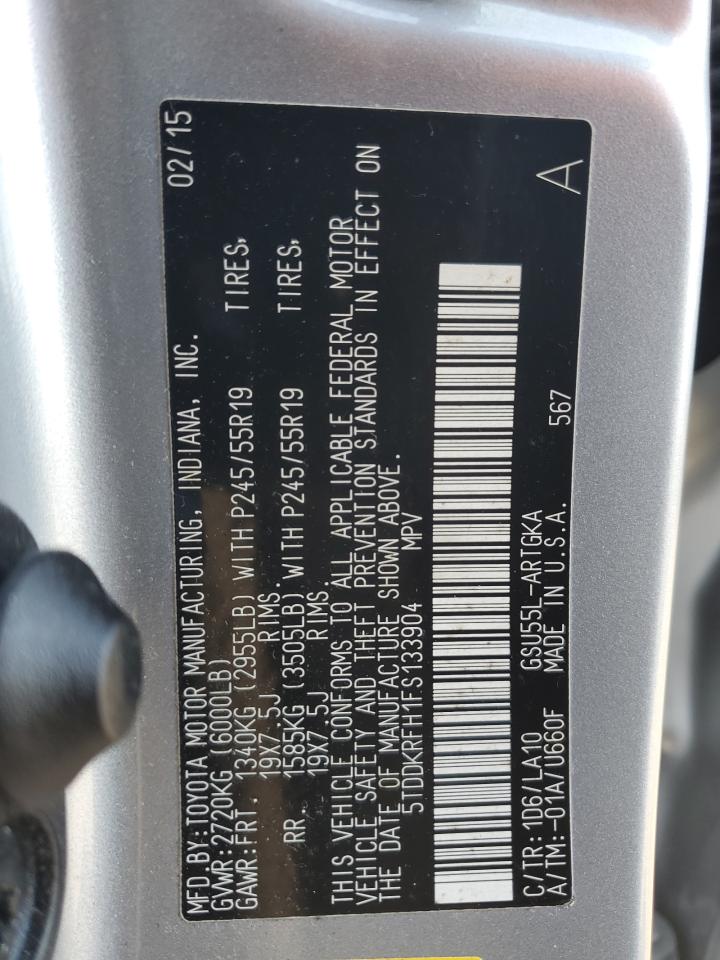 MFD.BY:TOYOTA MOTOR MANUFACTURING, INDIANA, INC. 02/15
GVWR:2720KG (6000LB)
GAWR:FRT. 1340KG (2955LB) WITH P245/55R19 TIRES,
19X7.5J RIMS.
RR. 1585KG (3505LB) WITH P245/55R19 TIRES,
19X7.5J RIMS
THIS VEHICLE CONFORMS TO ALL APPLICABLE FEDERAL MOTOR
VEHICLE SAFETY AND THEFT PREVENTION STANDARDS IN EFFECT ON
THE DATE OF MANUFACTURE SHOWN ABOVE.
5TDDKRFH1FS133904 MPV
C/TR:1D6/LA10 GSU55L-ARTGKA
A/TM:-01A/U660F MADE IN U.S.A. 567 A